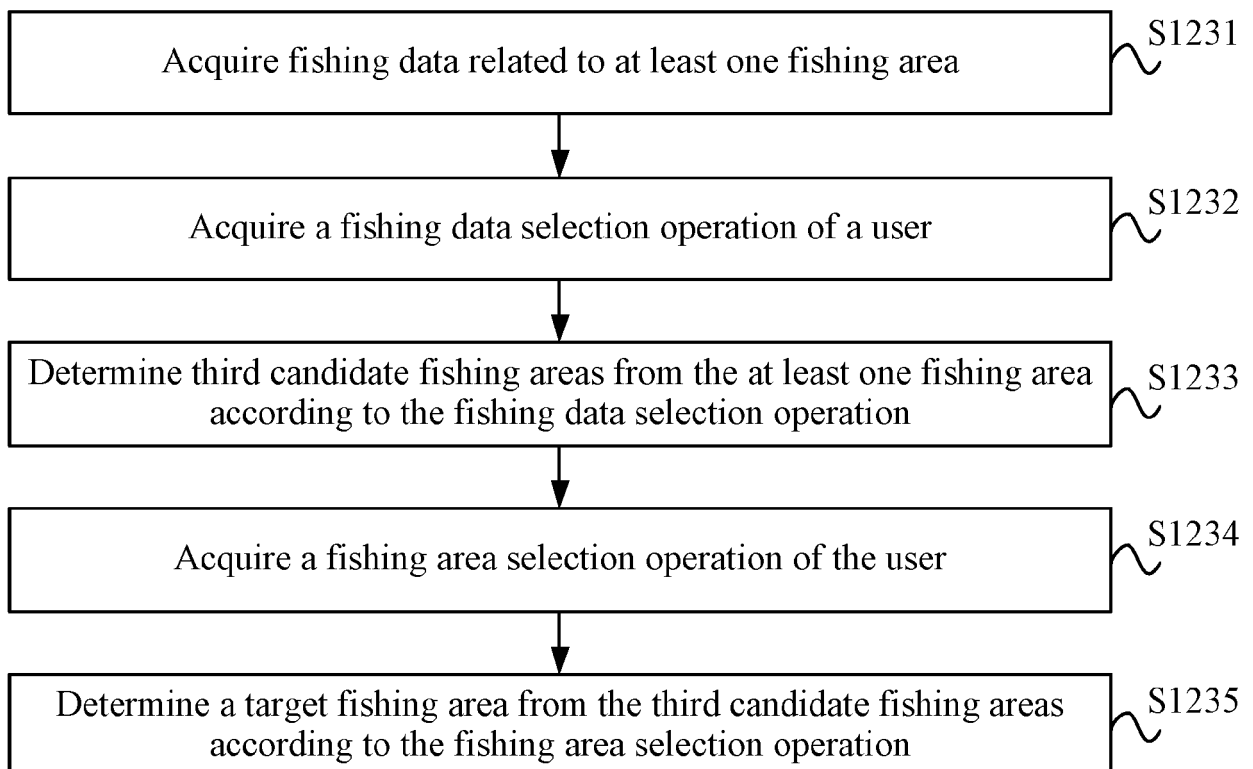 S1231
Acquire fishing data related to at least one fishing area
S1232
Acquire a fishing data selection operation of a user
Determine third candidate fishing areas from the at least one fishing area
S1233
according to the fishing data selection operation
S1234
Acquire a fishing area selection operation of the user
Determine a target fishing area from the third candidate fishing areas
S1235
according to the fishing area selection operation